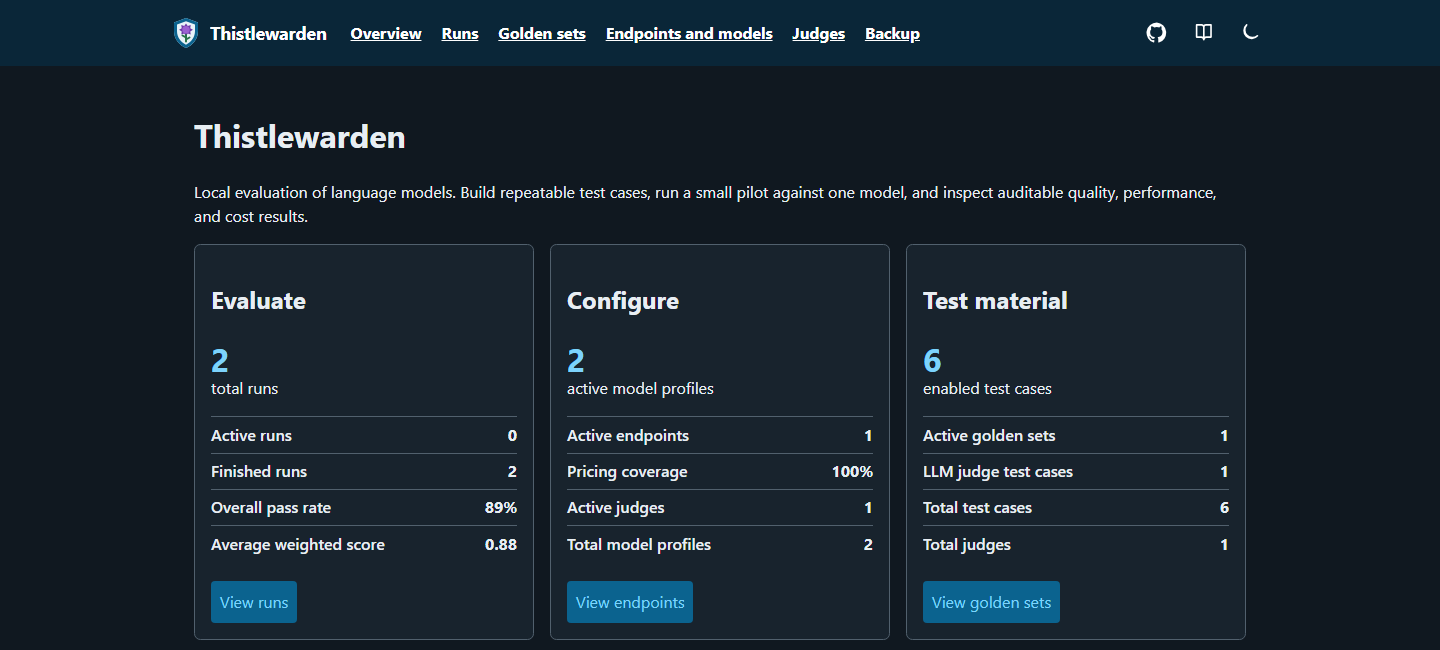 Thistlewarden Overview Runs Golden sets Endpoints and models Judges Backup
Thistlewarden
Local evaluation of language models. Build repeatable test cases, run a small pilot against one model, and inspect auditable quality, performance,
and cost results.
Evaluate
2
total runs
Active runs 0
Finished runs 2
Overall pass rate 89%
Average weighted score 0.88
View runs
Configure
2
active model profiles
Active endpoints 1
Pricing coverage 100%
Active judges 1
Total model profiles 2
View endpoints
Test material
6
enabled test cases
Active golden sets 1
LLM judge test cases 1
Total test cases 6
Total judges 1
View golden sets